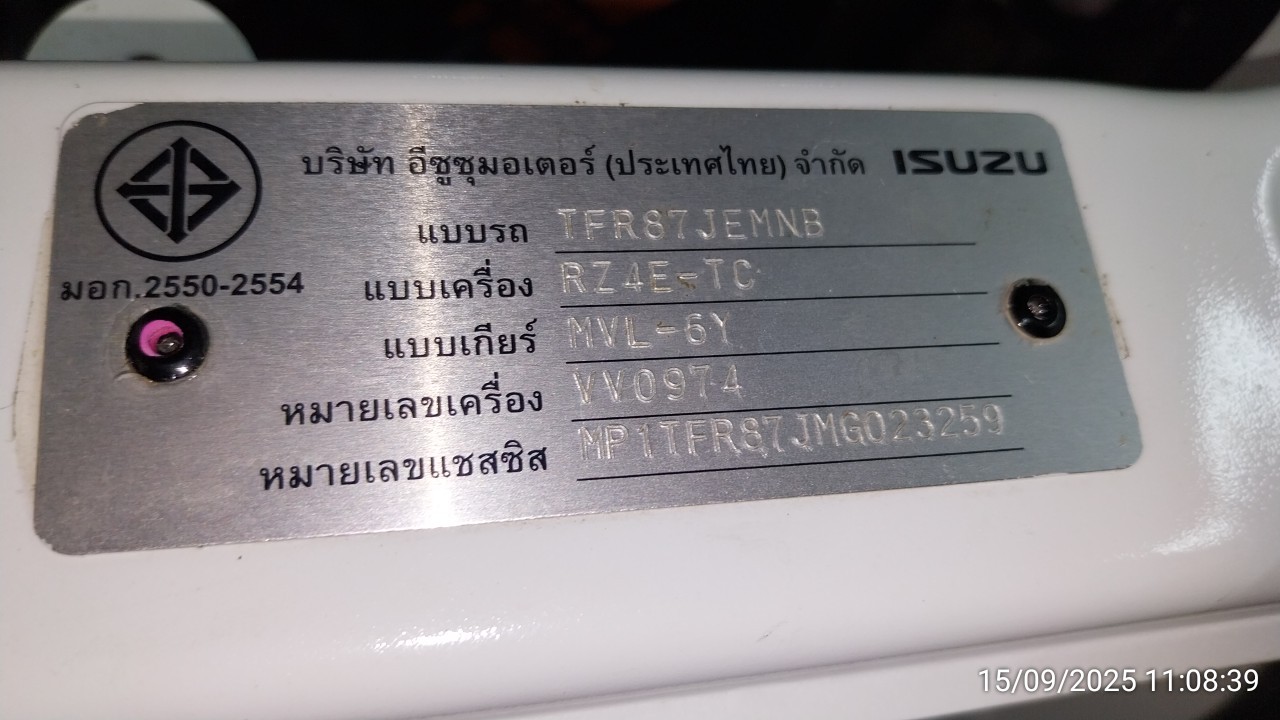 บริษัท อีซูซุมอเตอร์ (ประเทศไทย) จำกัด ISUZU
มอก.2550-2554
แบบรถ TFR87JEMNB
แบบเครื่อง RZ4E-TC
แบบเกียร์ MVL-6Y
หมายเลขเครื่อง VV0974
หมายเลขแชสซิส MP1TFR87JMG023259
15/09/2025 11:08:39